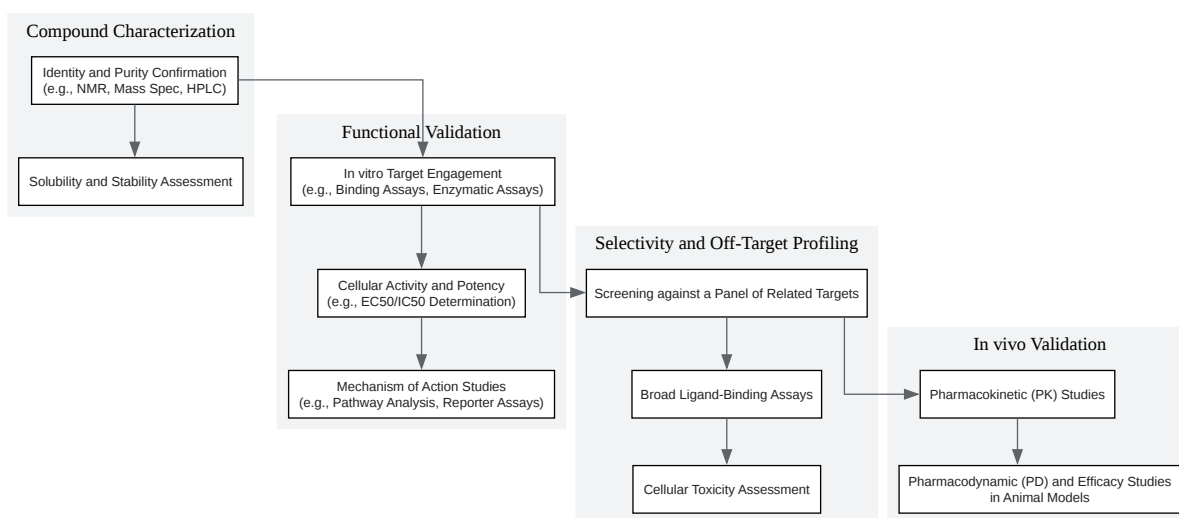 Compound Characterization
Identity and Purity Confirmation
(e.g., NMR, Mass Spec, HPLC)
Solubility and Stability Assessment
Functional Validation
In vitro Target Engagement
(e.g., Binding Assays, Enzymatic Assays)
Cellular Activity and Potency
(e.g., EC50/IC50 Determination)
Mechanism of Action Studies
(e.g., Pathway Analysis, Reporter Assays)
Selectivity and Off-Target Profiling
Screening against a Panel of Related Targets
Broad Ligand-Binding Assays
Cellular Toxicity Assessment
In vivo Validation
Pharmacokinetic (PK) Studies
Pharmacodynamic (PD) and Efficacy Studies
in Animal Models